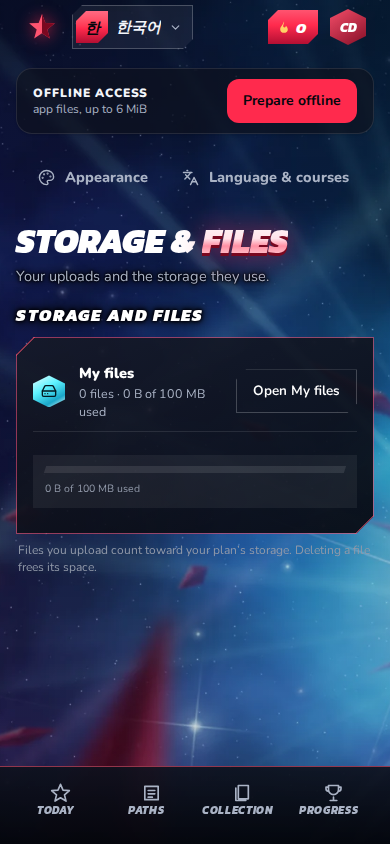 한 한국어
0
CD
OFFLINE ACCESS
app files, up to 6 MiB
Prepare offline
Appearance
Language & courses
STORAGE & FILES
Your uploads and the storage they use.
STORAGE AND FILES
My files
0 files · 0 B of 100 MB
used
Open My files
0 B of 100 MB used
Files you upload count toward your plan's storage. Deleting a file
frees its space.
TODAY
PATHS
COLLECTION
PROGRESS